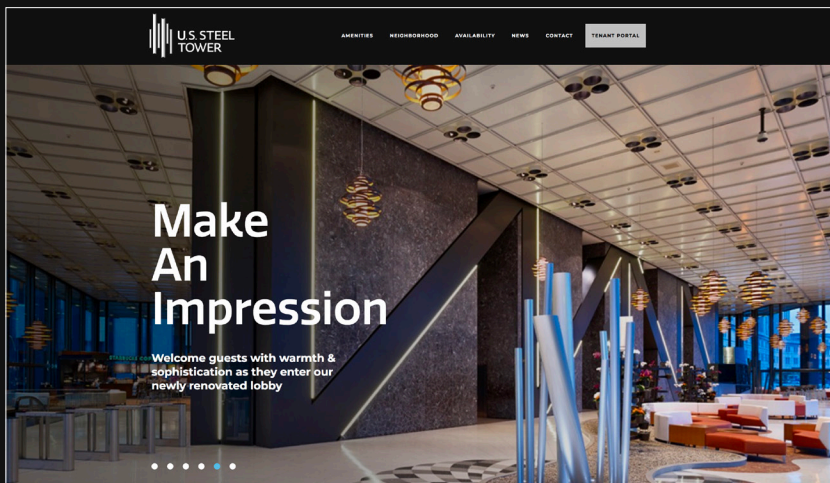 U.S. STEEL
TOWER
AMENITIES NEIGHBORHOOD AVAILABILITY NEWS CONTACT TENANT PORTAL
Make
An
Impression
Welcome guests with warmth &
sophistication as they enter our
newly renovated lobby